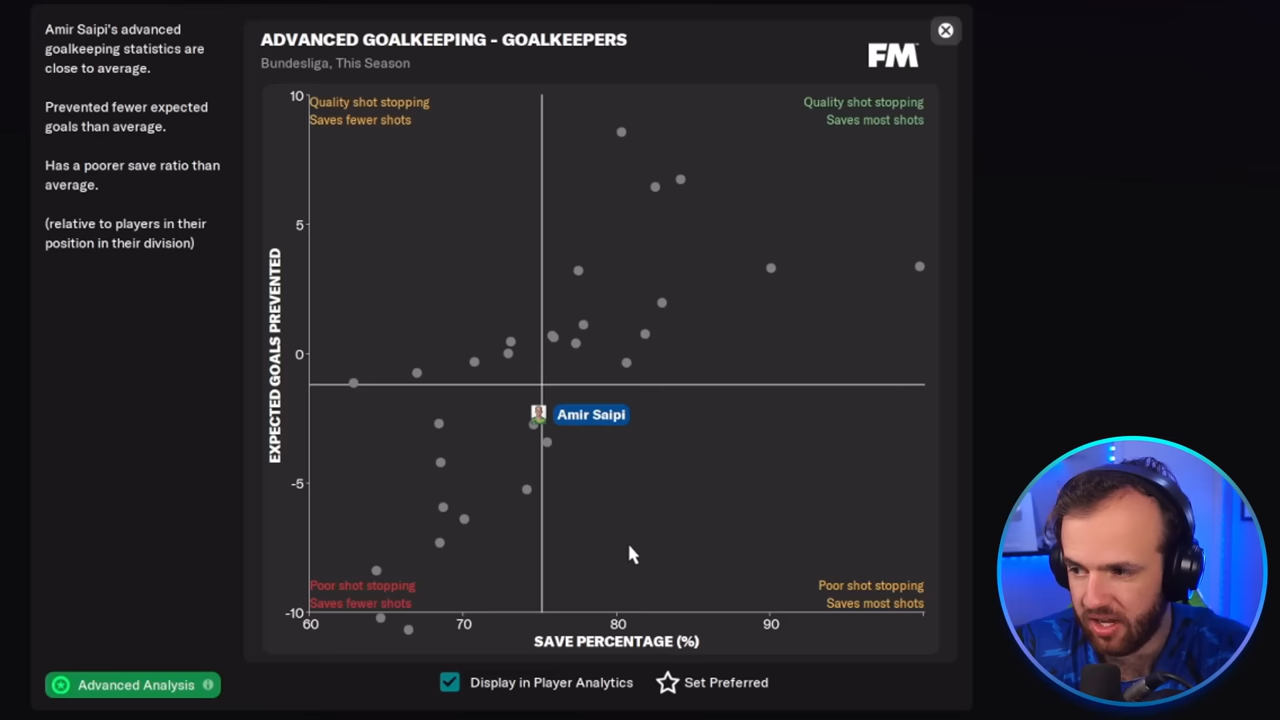 Amir Saipi's advanced
goalkeeping statistics are
close to average.
Prevented fewer expected
goals than average.
Has a poorer save ratio than
average.
(relative to players in their
position in their division)
ADVANCED GOALKEEPING - GOALKEEPERS
Bundesliga, This Season
FM
Quality shot stopping
Saves fewer shots
Quality shot stopping
Saves most shots
EXPECTED GOALS PREVENTED
10
5
0
-5
-10
Amir Saipi
Poor shot stopping
Saves fewer shots
Poor shot stopping
Saves most shots
60
70
80
90
SAVE PERCENTAGE (%)
Advanced Analysis
Display in Player Analytics
Set Preferred